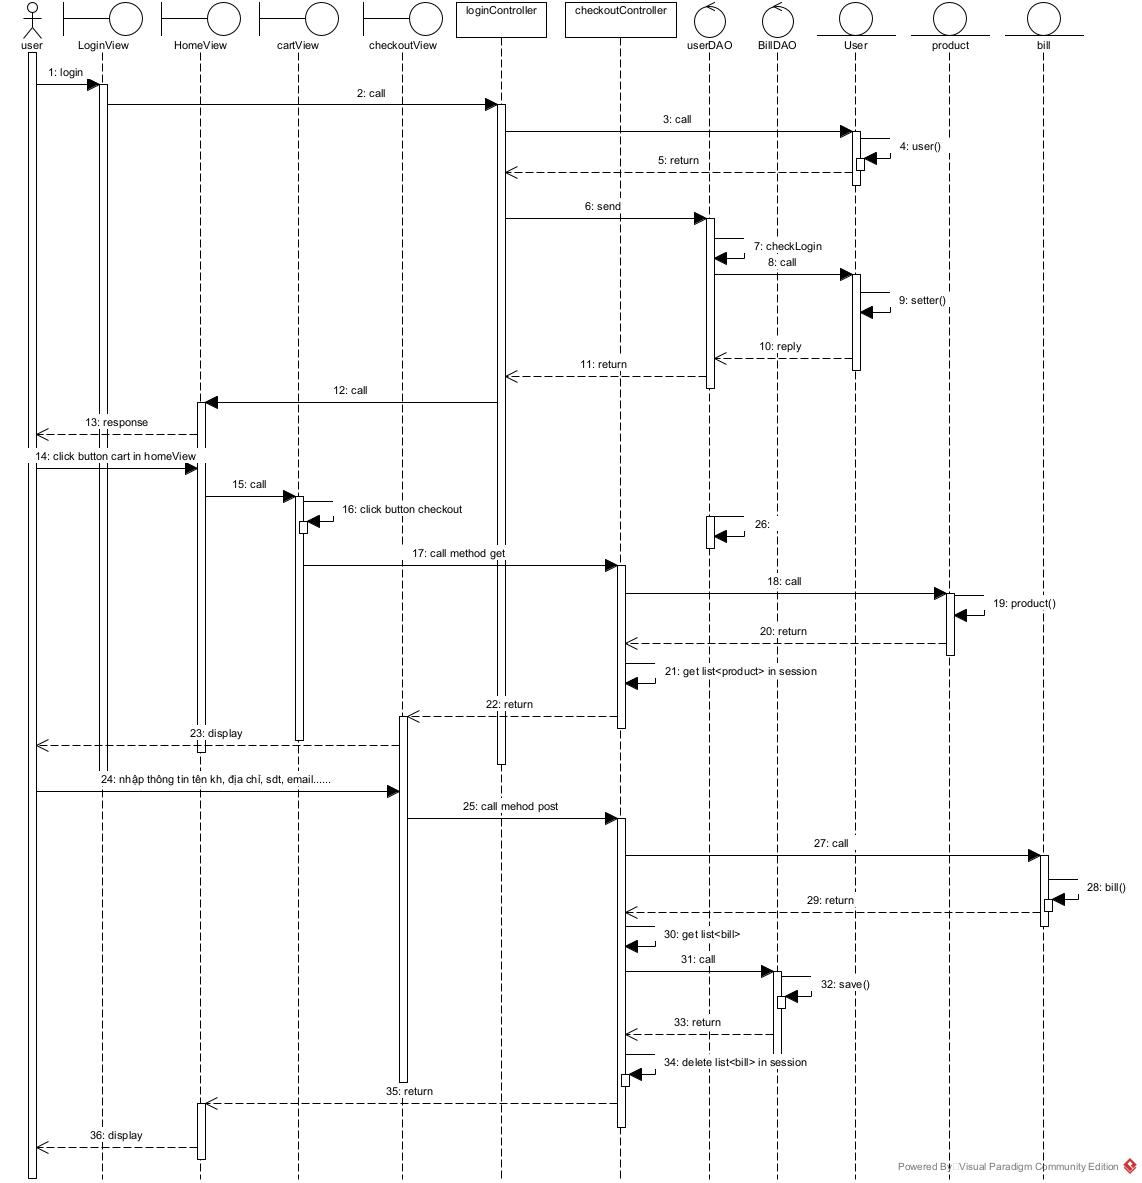 loginController
checkoutController
user
LoginView
HomeView
cartView
checkoutView
userDAO
BillDAO
User
product
bill
1: login
2: call
3: call
4: user()
5: return
6: send
7: checkLogin
8: call
9: setter()
10: reply
11: return
12: call
13: response
14: click button cart in homeView
15: call
16: click button checkout
26:
17: call method get
18: call
19: product()
20: return
21: get list<product> in session
22: return
23: display
24: nhập thông tin tên kh, địa chỉ, sdt, email......
25: call mehod post
27: call
28: bill()
29: return
30: get list<bill>
31: call
32: save()
33: return
34: delete list<bill> in session
35: return
36: display
Powered By Visual Paradigm Community Edition